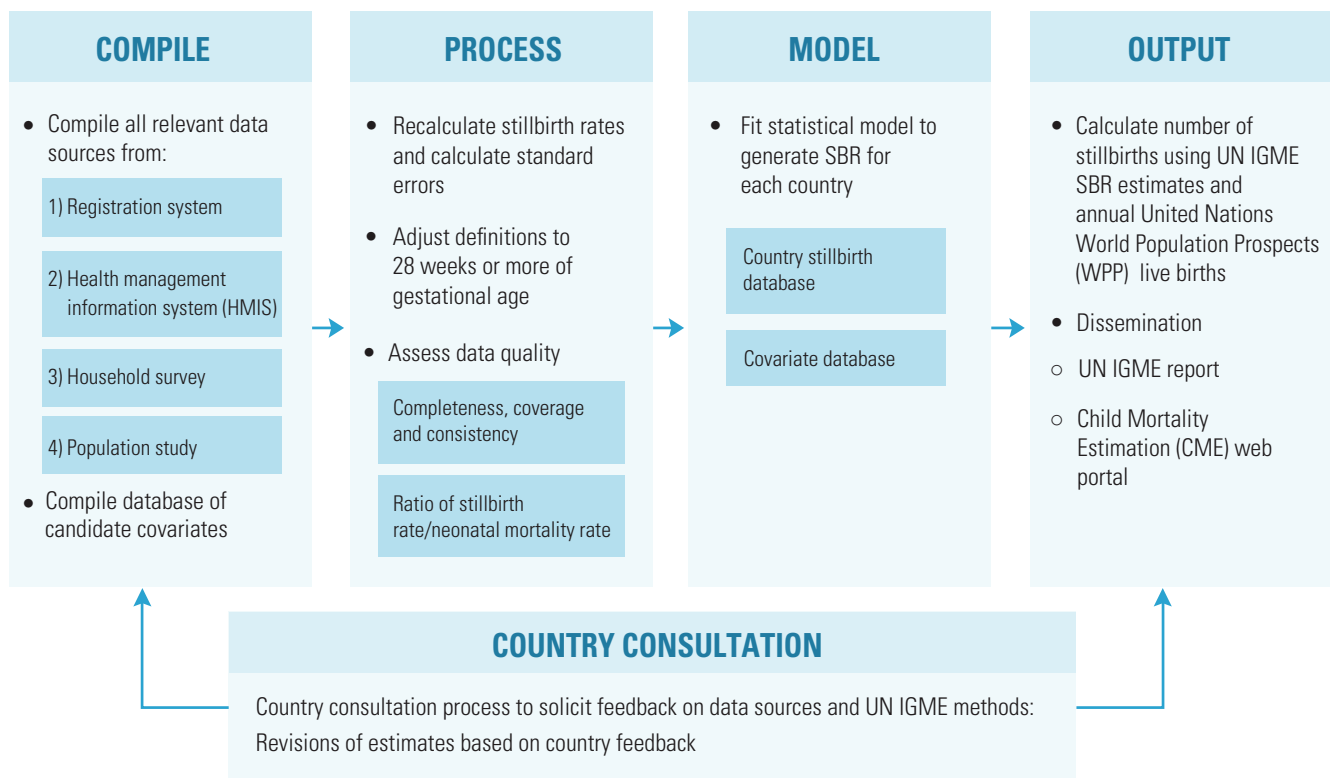 COMPILE
• Compile all relevant data
sources from:
1) Registration system
2) Health management
information system (HMIS)
3) Household survey
4) Population study
• Compile database of
candidate covariates
PROCESS
• Recalculate stillbirth rates
and calculate standard
errors
• Adjust definitions to
28 weeks or more of
gestational age
• Assess data quality
Completeness, coverage
and consistency
Ratio of stillbirth
rate/neonatal mortality rate
MODEL
• Fit statistical model to
generate SBR for
each country
Country stillbirth
database
Covariate database
OUTPUT
• Calculate number of
stillbirths using UN IGME
SBR estimates and
annual United Nations
World Population Prospects
(WPP) live births
• Dissemination
○ UN IGME report
○ Child Mortality
Estimation (CME) web
portal
COUNTRY CONSULTATION
Country consultation process to solicit feedback on data sources and UN IGME methods:
Revisions of estimates based on country feedback